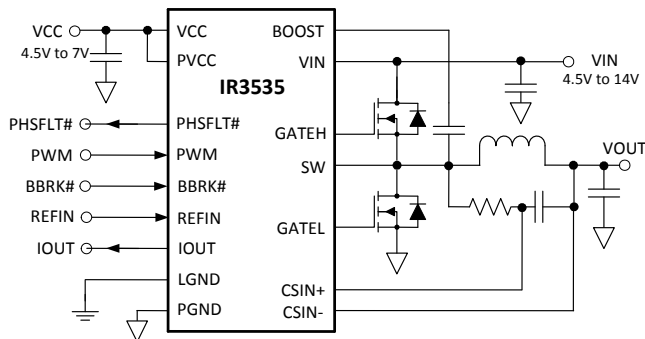 VCC
4.5V to 7V
PHSFLT#
PWM
BBRK#
REFIN
IOUT
VCC
PVCC
IR3535
PHSFLT#
PWM
BBRK#
REFIN
IOUT
LGND
PGND
BOOST
VIN
GATEH
SW
GATEL
CSIN+
CSIN-
VIN
4.5V to 14V
VOUT